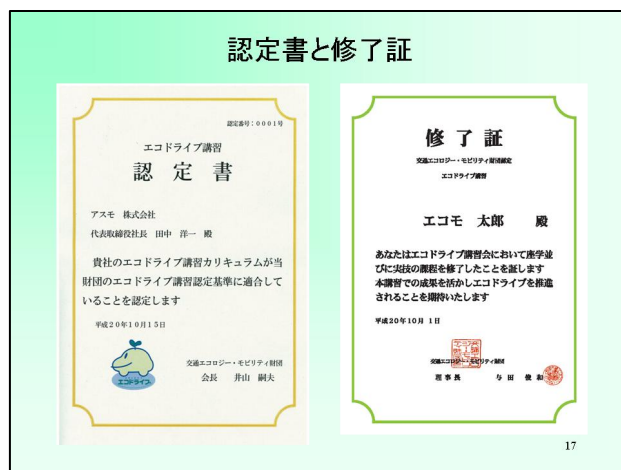 認定書と修了証
認定番号：０００１号
エコドライブ講習
認 定 書
アスモ 株式会社
代表取締役社長 田中 洋一 殿
貴社のエコドライブ講習カリキュラムが当
財団のエコドライブ講習認定基準に適合して
いることを認定します
平成２０年１０月１５日
エコドライブ
交通エコロジー・モビリティ財団
会長 井山 嗣夫
修 了 証
交通エコロジー・モビリティ財団認定
エコドライブ講習
エコモ 太郎 殿
あなたはエコドライブ講習会において座学並
びに実技の課程を修了したことを証します
本講習での成果を活かしエコドライブを推進
されることを期待いたします
平成２０年１０月 １日
交通エコロジー・モビリティ財団
理 事 長 与 田 俊 和
17